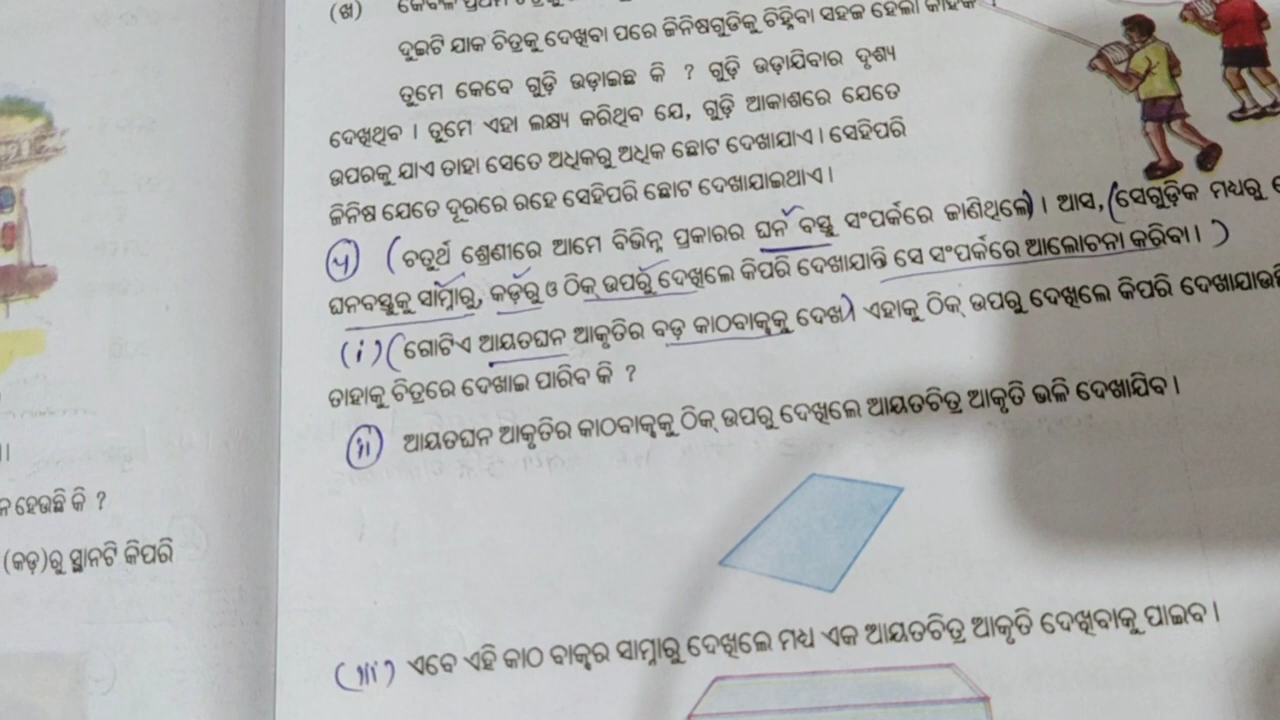 (ଖ)
ଦୁଇଟି ଯାକ ଚିତ୍ରକୁ ଦେଖିବା ପରେ ଜିନିଷଗୁଡିକୁ ଚିହ୍ନିବା ସହଜ ହେଲା କାହିଁକି ?
ତୁମେ କେବେ ଗୁଡ଼ି ଉଡ଼ାଇଛ କି ? ଗୁଡ଼ି ଉଡ଼ାଯିବାର ଦୃଶ୍ୟ
ଦେଖିଥିବ । ତୁମେ ଏହା ଲକ୍ଷ୍ୟ କରିଥିବ ଯେ, ଗୁଡ଼ି ଆକାଶରେ ଯେତେ
ଉପରକୁ ଯାଏ ତାହା ସେତେ ଅଧିକରୁ ଅଧିକ ଛୋଟ ଦେଖାଯାଏ । ସେହିପରି
ଜିନିଷ ଯେତେ ଦୂରରେ ରହେ ସେହିପରି ଛୋଟ ଦେଖାଯାଇଥାଏ ।
(ଚତୁର୍ଥ ଶ୍ରେଣୀରେ ଆମେ ବିଭିନ୍ନ ପ୍ରକାରର ଘନ ବସ୍ତୁ ସଂପର୍କରେ ଜାଣିଥିଲେ) । ଆସ, (ସେଗୁଡ଼ିକ ମଧ୍ୟରୁ
ଘନବସ୍ତୁକୁ ସାମ୍ନାରୁ, କଡ଼ରୁ ଓ ଠିକ୍ ଉପରୁ ଦେଖିଲେ କିପରି ଦେଖାଯାନ୍ତି ସେ ସଂପର୍କରେ ଆଲୋଚନା କରିବା । )
(i) (ଗୋଟିଏ ଆୟତଘନ ଆକୃତିର ବଡ଼ କାଠବାକ୍ସକୁ ଦେଖ) ଏହାକୁ ଠିକ୍ ଉପରୁ ଦେଖିଲେ କିପରି
ତାହାକୁ ଚିତ୍ରରେ ଦେଖାଇ ପାରିବ କି ?
(ii) ଆୟତଘନ ଆକୃତିର କାଠବାକ୍ସକୁ ଠିକ୍ ଉପରୁ ଦେଖିଲେ ଆୟତଚିତ୍ର ଆକୃତି ଭଳି ଦେଖାଯିବ ।
(iii) ଏବେ ଏହି କାଠ ବାକ୍ସର ସାମ୍ନାରୁ ଦେଖିଲେ ମଧ୍ୟ ଏକ ଆୟତଚିତ୍ର ଆକୃତି ଦେଖିବାକୁ ପାଇବ ।
ହେଉଛି କି ?
(କଡ଼)ରୁ ସ୍ଥାନଟି କିପରି